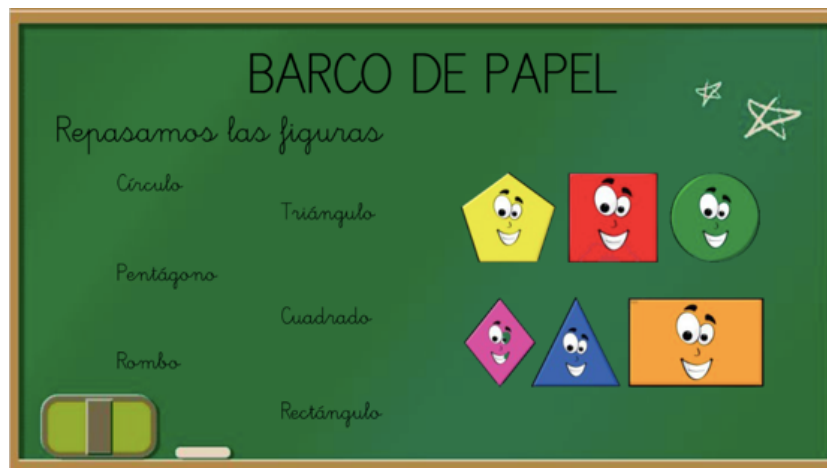 BARCO DE PAPEL
Repasamos las figuras
Círculo
Triángulo
Pentágono
Cuadrado
Rombo
Rectángulo